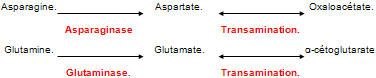 Asparagine. Aspartate. Oxaloacétate.
Asparaginase Transamination.
Glutamine. Glutamate. α-cétoglutarate
Glutaminase. Transamination.